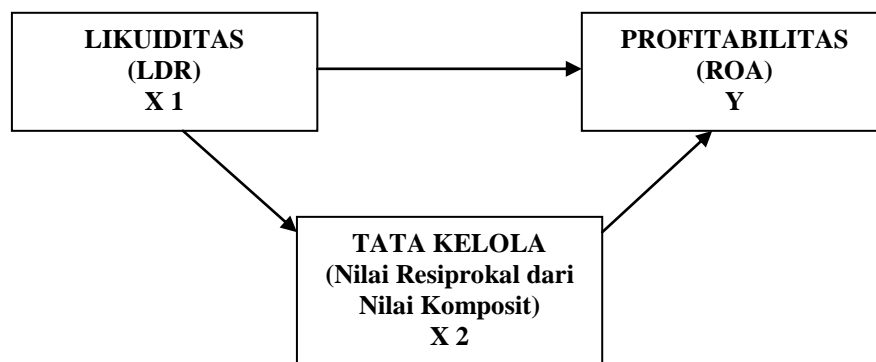 LIKUIDITAS
(LDR)
X 1
PROFITABILITAS
(ROA)
Y
TATA KELOLA
(Nilai Resiprokal dari
Nilai Komposit)
X 2